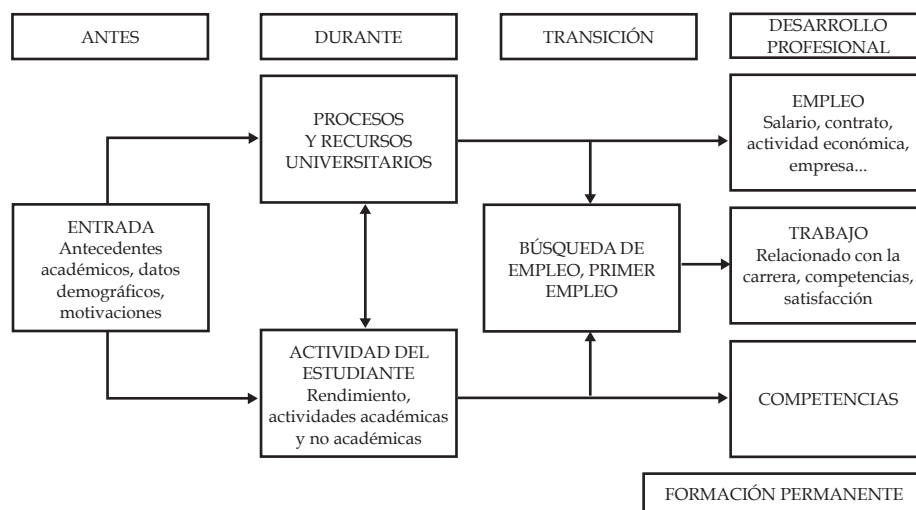 ANTES
DURANTE
TRANSICIÓN
DESARROLLO
PROFESIONAL
ENTRADA
Antecedentes
académicos, datos
demográficos,
motivaciones
PROCESOS
Y RECURSOS
UNIVERSITARIOS
ACTIVIDAD DEL
ESTUDIANTE
Rendimiento,
actividades académicas
y no académicas
BÚSQUEDA DE
EMPLEO, PRIMER
EMPLEO
EMPLEO
Salario, contrato,
actividad económica,
empresa...
TRABAJO
Relacionado con la
carrera, competencias,
satisfacción
COMPETENCIAS
FORMACIÓN PERMANENTE